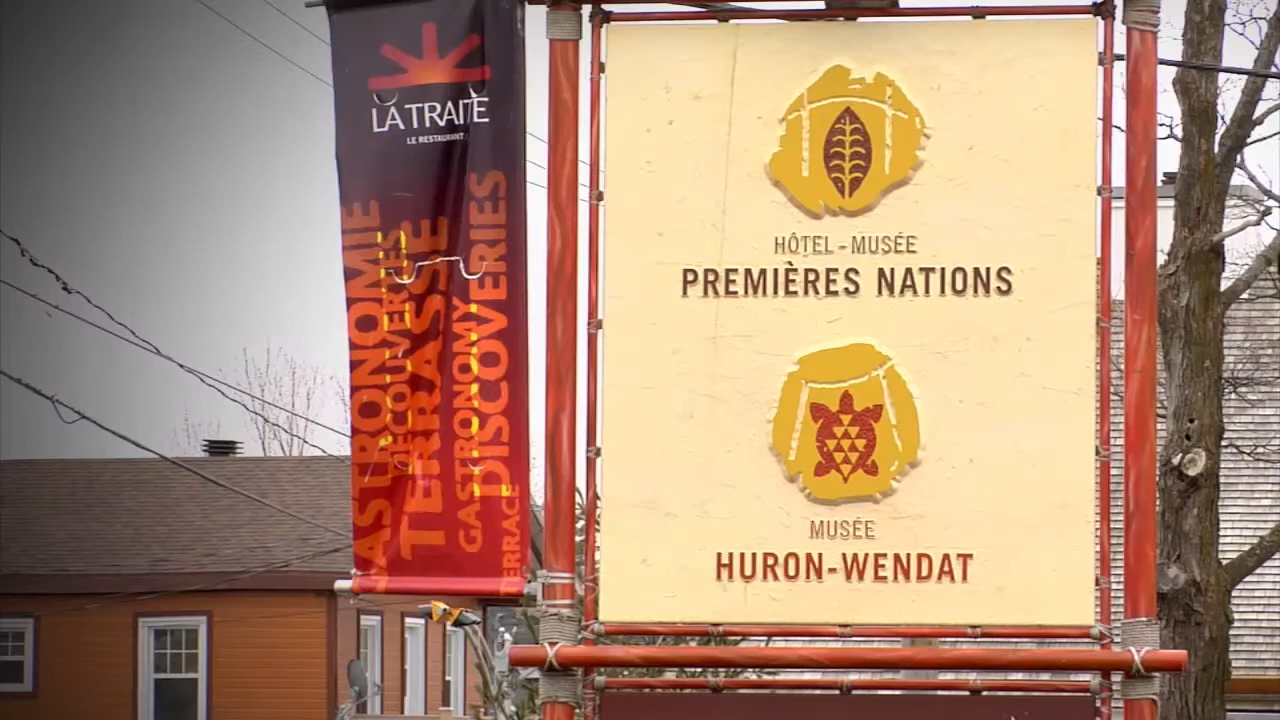 LA TRAITE
LE RESTAURANT
GASTRONOMIE
DÉCOUVERTES
TERRASSE
GASTRONOMY
DISCOVERIES
TERRACE
HÔTEL-MUSÉE
PREMIÈRES NATIONS
MUSÉE
HURON-WENDAT